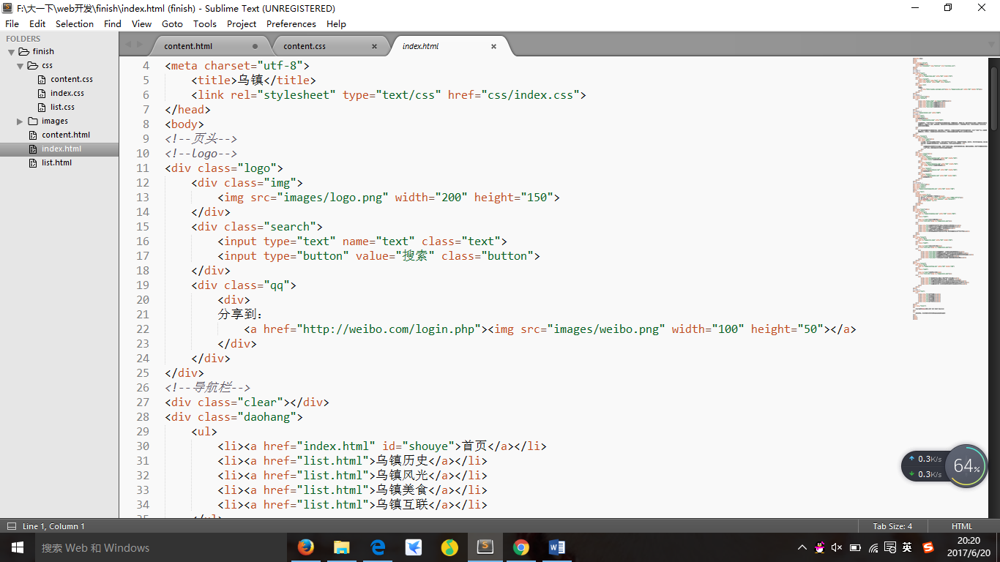 F:\大一下\web开发\finish\index.html (finish) - Sublime Text (UNREGISTERED)
File Edit Selection Find View Goto Tools Project Preferences Help
FOLDERS
finish
css
content.css
index.css
list.css
images
content.html
index.html
list.html
content.html
content.css
index.html
4 <meta charset="utf-8">
5 <title>乌镇</title>
6 <link rel="stylesheet" type="text/css" href="css/index.css">
7 </head>
8 <body>
9 <!--页头-->
10 <!--logo-->
11 <div class="logo">
12 <div class="img">
13 <img src="images/logo.png" width="200" height="150">
14 </div>
15 <div class="search">
16 <input type="text" name="text" class="text">
17 <input type="button" value="搜索" class="button">
18 </div>
19 <div class="qq">
20 <div>
21 分享到：
22 <a href="http://weibo.com/login.php"><img src="images/weibo.png" width="100" height="50"></a>
23 </div>
24 </div>
25 </div>
26 <!--导航栏-->
27 <div class="clear"></div>
28 <div class="daohang">
29 <ul>
30 <li><a href="index.html" id="shouye">首页</a></li>
31 <li><a href="list.html">乌镇历史</a></li>
32 <li><a href="list.html">乌镇风光</a></li>
33 <li><a href="list.html">乌镇美食</a></li>
34 <li><a href="list.html">乌镇互联</a></li>
35 </ul>
0.3K/s
0.3K/s
64%
Line 1, Column 1
Tab Size: 4
HTML
搜索 Web 和 Windows
英
20:20
2017/6/20